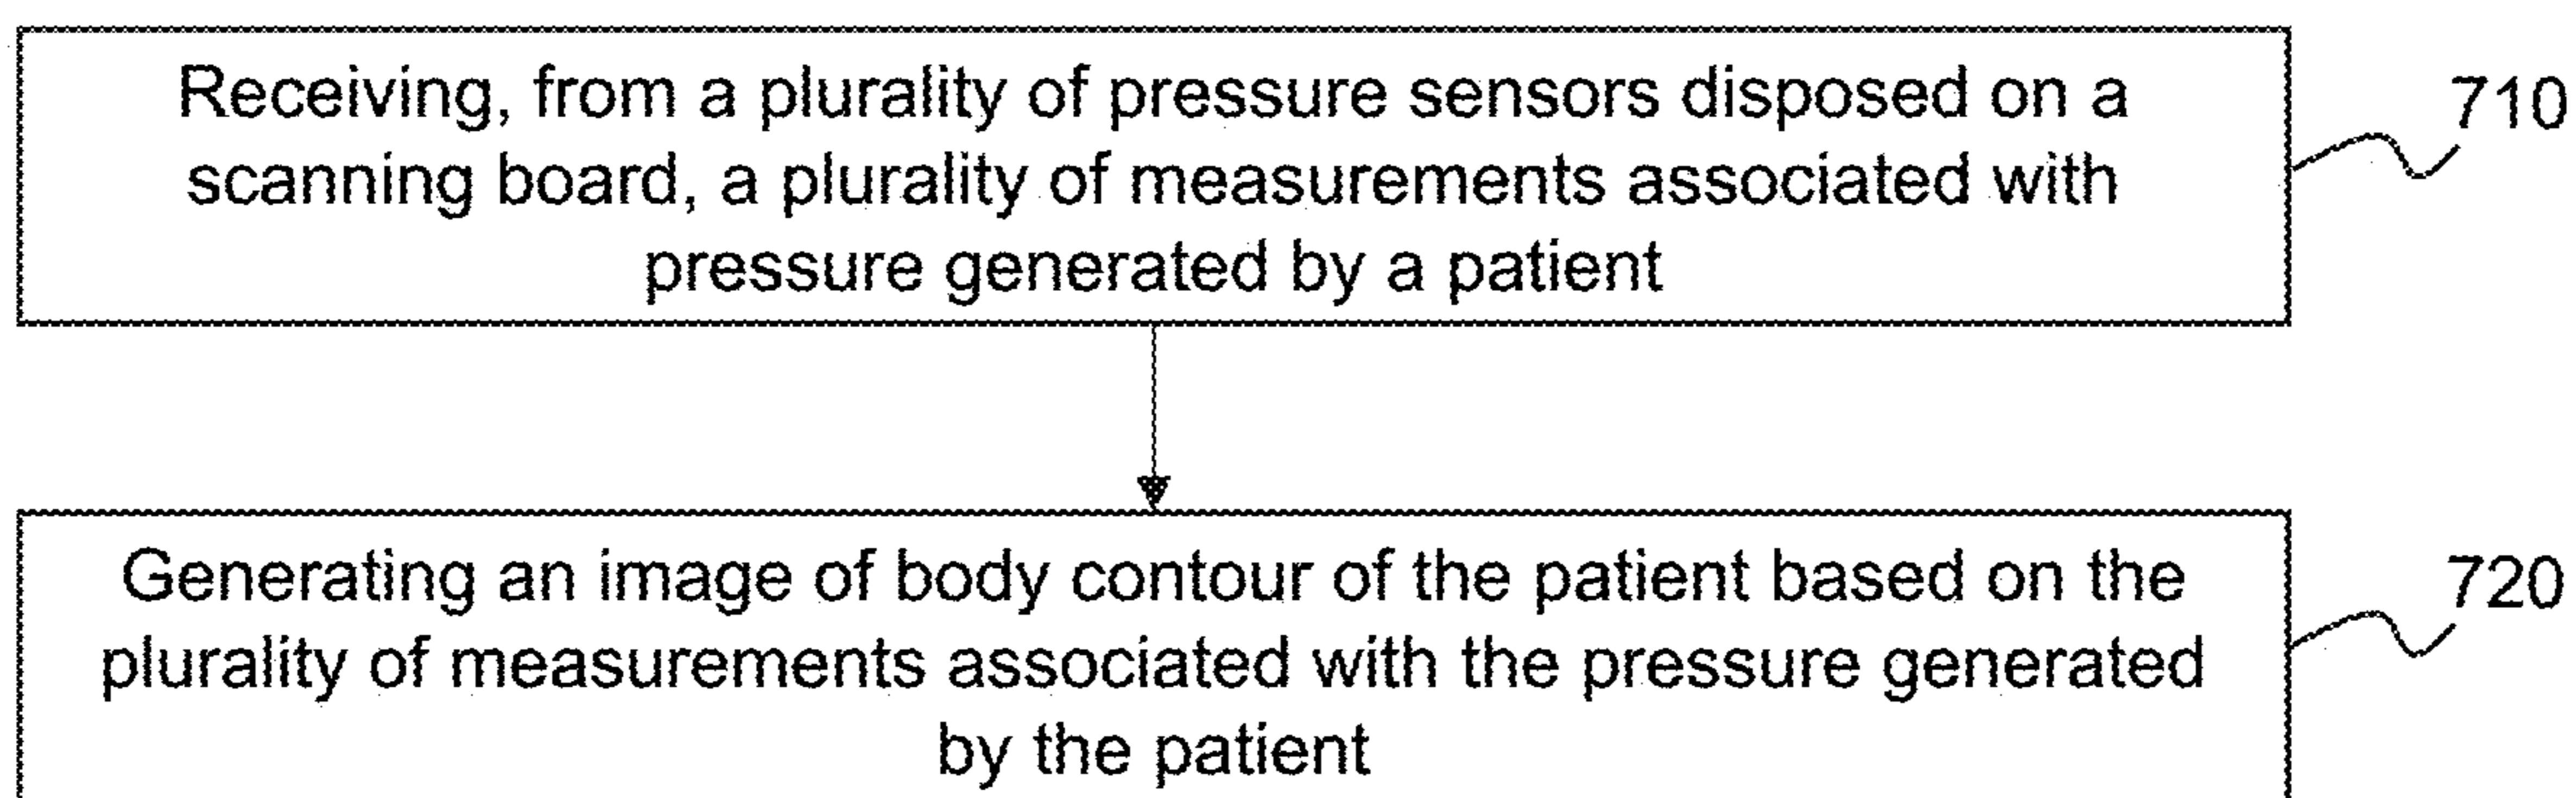 Receiving, from a plurality of pressure sensors disposed on a
scanning board, a plurality of measurements associated with
pressure generated by a patient
710
Generating an image of body contour of the patient based on the
plurality of measurements associated with the pressure generated
by the patient
720